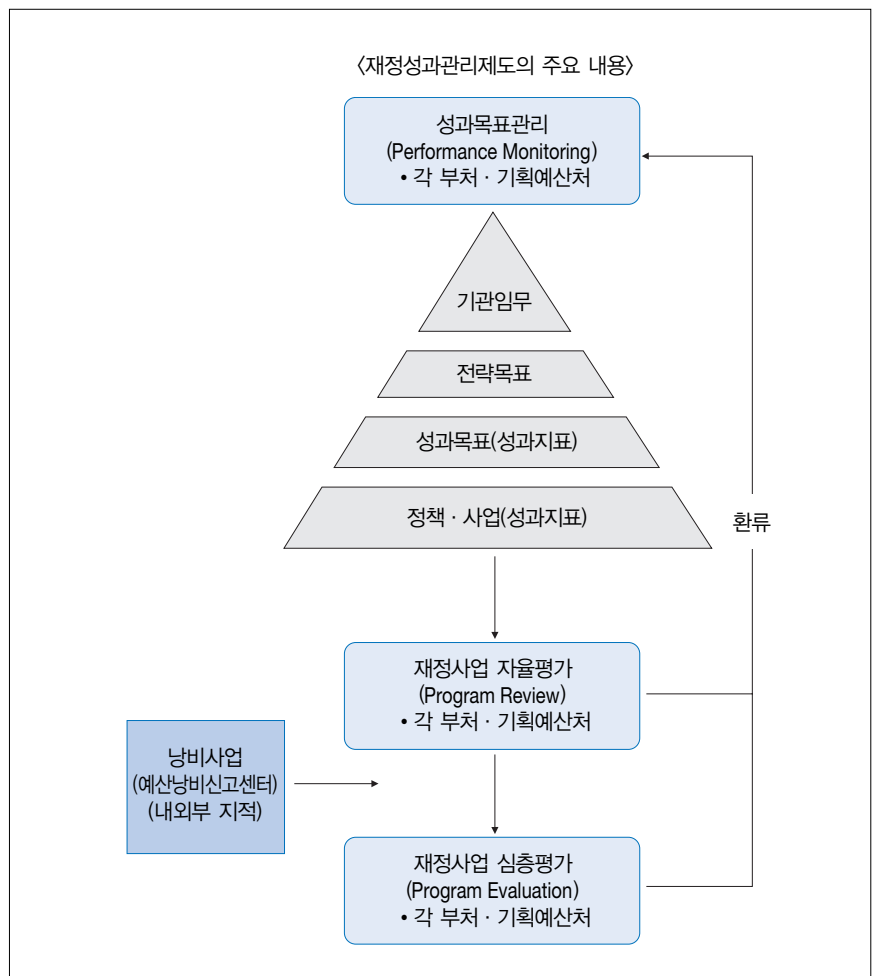 〈재정성과관리제도의 주요 내용〉
성과목표관리
(Performance Monitoring)
• 각 부처 · 기획예산처
기관임무
전략목표
성과목표(성과지표)
정책 · 사업(성과지표)
환류
재정사업 자율평가
(Program Review)
• 각 부처 · 기획예산처
낭비사업
(예산낭비신고센터)
(내외부 지적)
재정사업 심층평가
(Program Evaluation)
• 각 부처 · 기획예산처